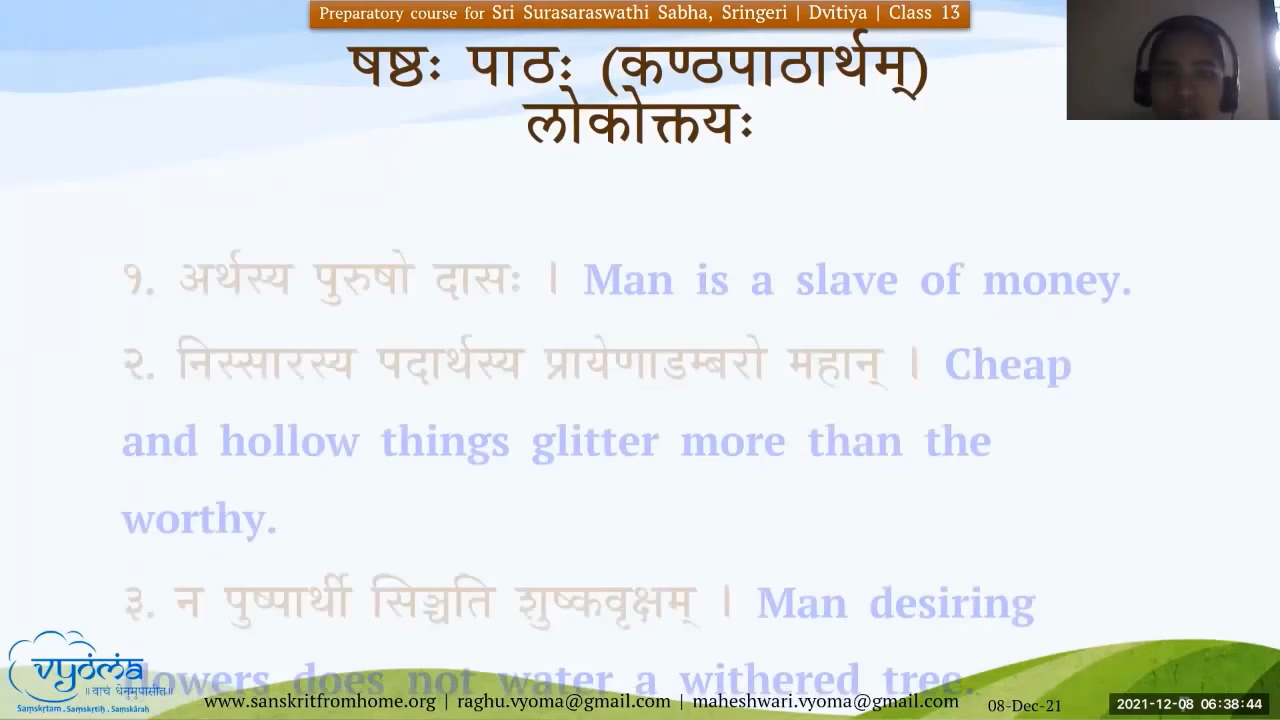 Preparatory course for Sri Surasaraswathi Sabha, Sringeri | Dvitiya | Class 13
षष्ठः पाठः (कण्ठपाठार्थम्)
लोकोक्तयः
१. अर्थस्य पुरुषो दासः । Man is a slave of money.
२. निस्सारस्य पदार्थस्य प्रायेणाडम्बरो महान् । Cheap
and hollow things glitter more than the
worthy.
३. न पुष्पार्थी सिञ्चति शुष्कवृक्षम् । Man desiring
flowers does not water a withered tree.
vyoma
॥ वाचं धेनुमुपासीत॥
Saṃskṛtam . Saṃskṛtiḥ . Saṃskāraḥ
www.sanskritfromhome.org | raghu.vyoma@gmail.com | maheshwari.vyoma@gmail.com
08-Dec-21
2021-12-08 06:38:44